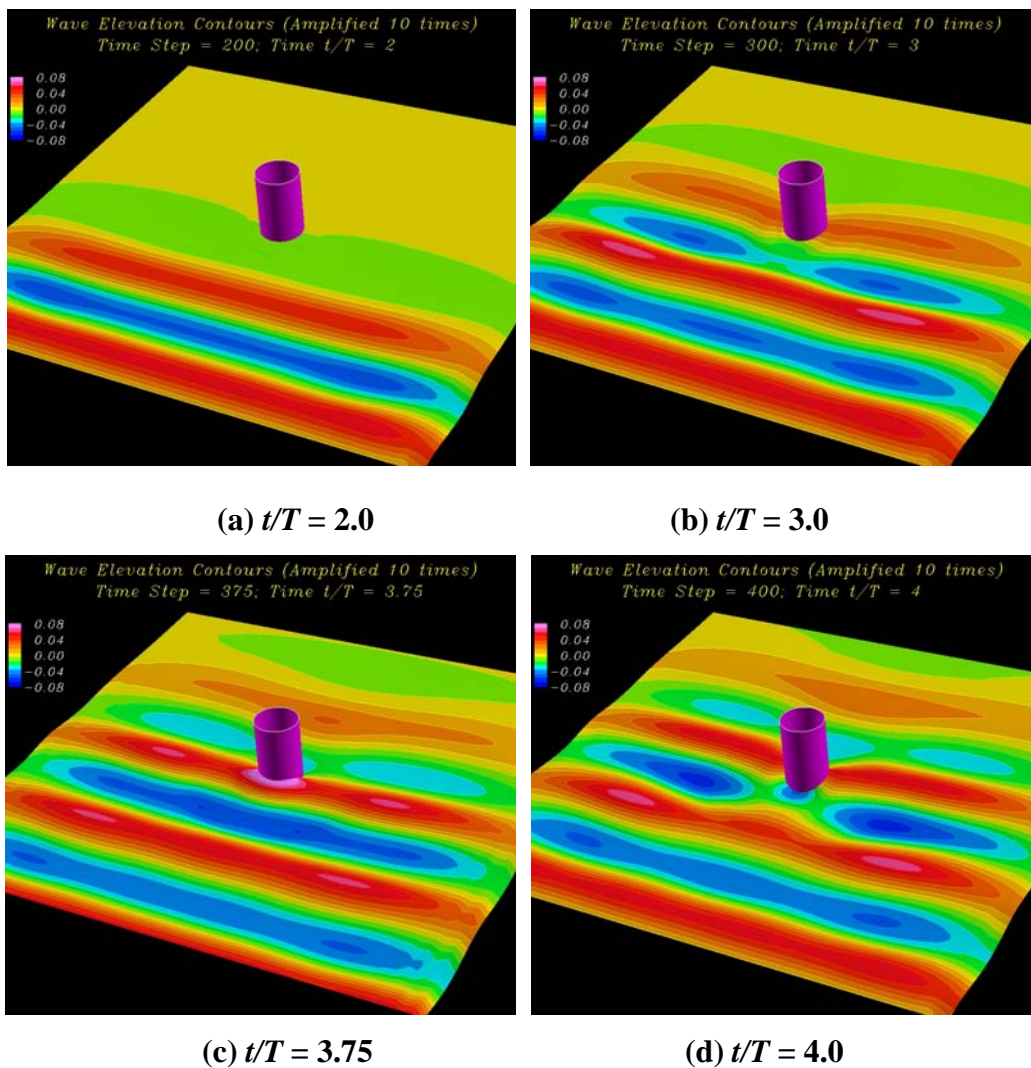 Wave Elevation Contours (Amplified 10 times)
Time Step = 200; Time t/T = 2
0.08
0.04
0.00
-0.04
-0.08
Wave Elevation Contours (Amplified 10 times)
Time Step = 300; Time t/T = 3
0.08
0.04
0.00
-0.04
-0.08
(a) t/T = 2.0
(b) t/T = 3.0
Wave Elevation Contours (Amplified 10 times)
Time Step = 375; Time t/T = 3.75
0.08
0.04
0.00
-0.04
-0.08
Wave Elevation Contours (Amplified 10 times)
Time Step = 400; Time t/T = 4
0.08
0.04
0.00
-0.04
-0.08
(c) t/T = 3.75
(d) t/T = 4.0